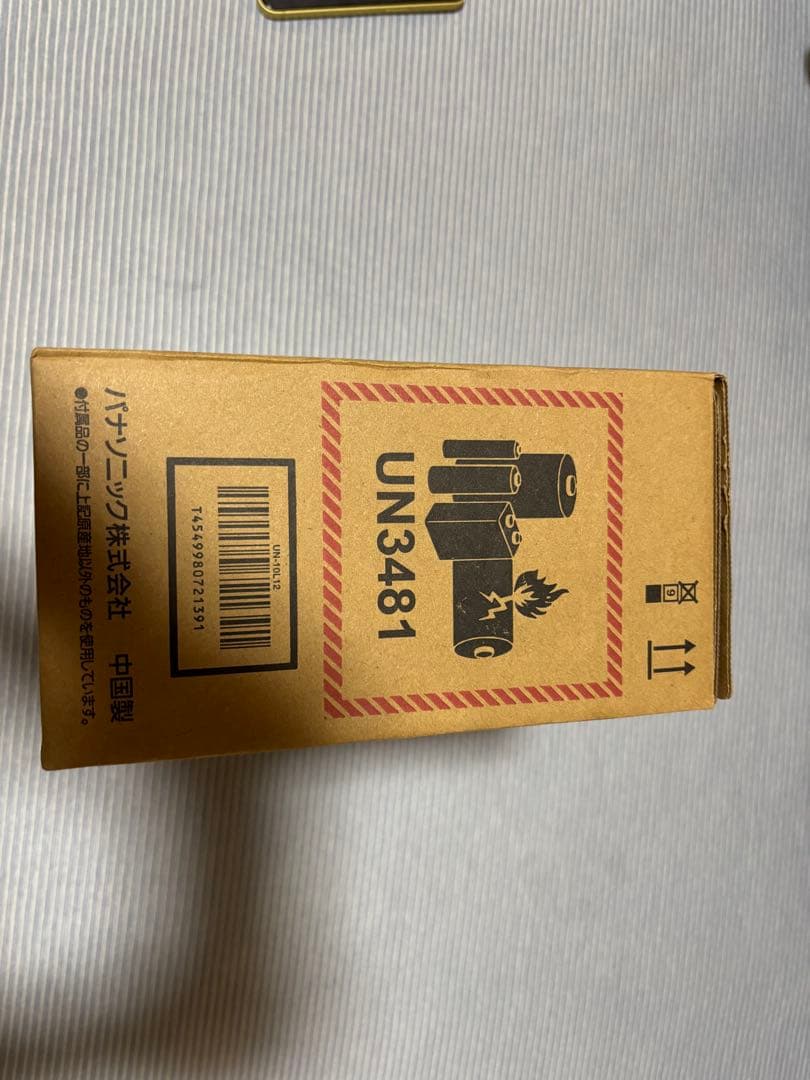 9
UN3481
UN-10L12
T4549980721391
パナソニック株式会社 中国製
●付属品の一部に上記原産地以外のものを使用しています。